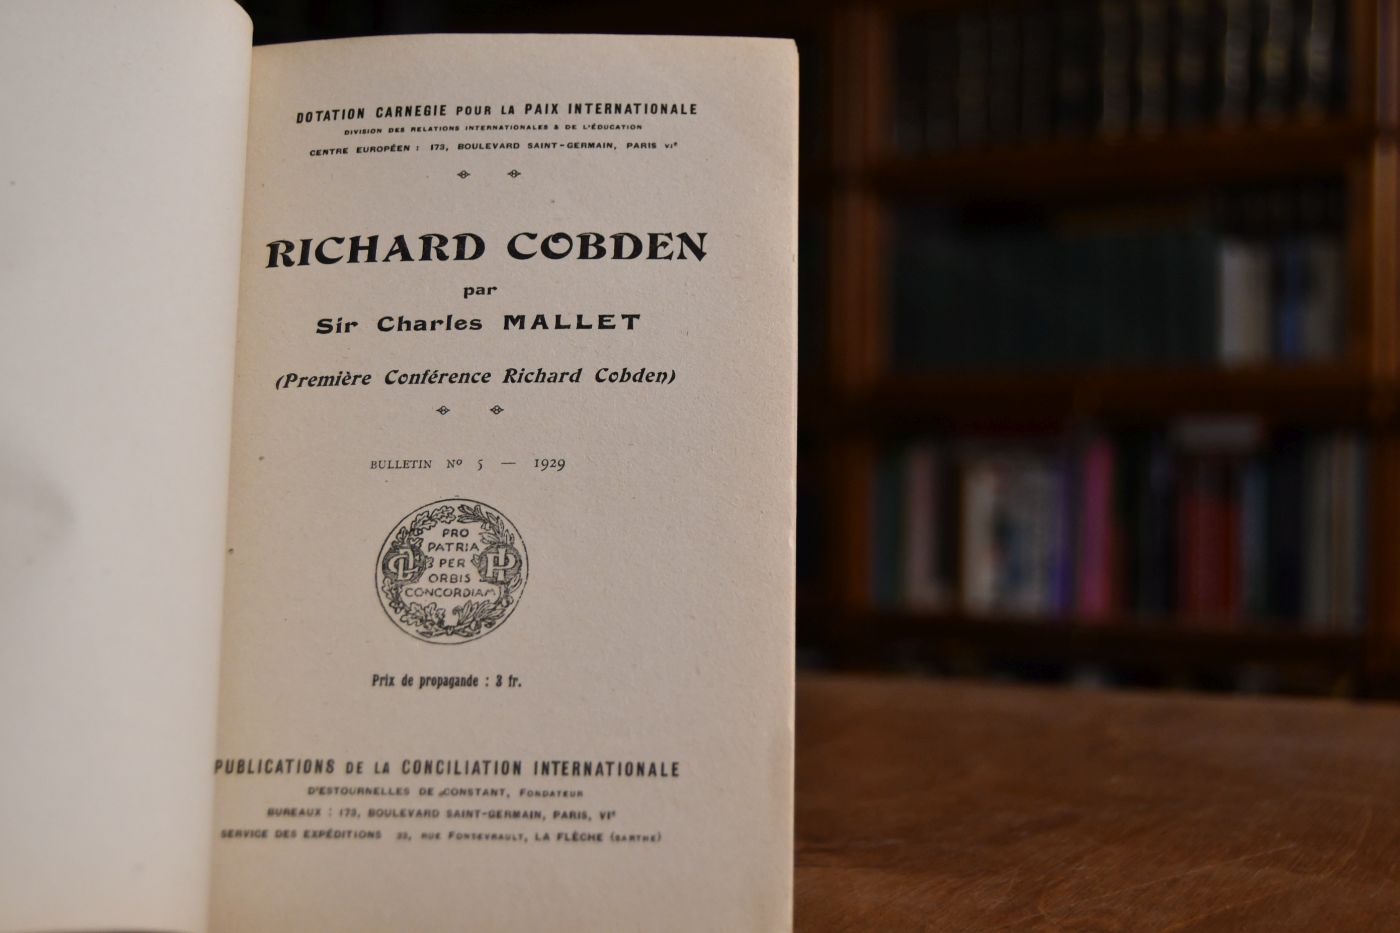 DOTATION CARNEGIE POUR LA PAIX INTERNATIONALE
DIVISION DES RELATIONS INTERNATIONALES & DE L'ÉDUCATION
CENTRE EUROPÉEN : 173, BOULEVARD SAINT-GERMAIN, PARIS VIe
RICHARD COBDEN
par
Sir Charles MALLET
(Première Conférence Richard Cobden)
BULLETIN No 5 — 1929
PRO
PATRIA
PER
ORBIS
CONCORDIAM
Prix de propagande : 3 fr.
PUBLICATIONS DE LA CONCILIATION INTERNATIONALE
D'ESTOURNELLES DE CONSTANT, FONDATEUR
BUREAUX : 173, BOULEVARD SAINT-GERMAIN, PARIS, VIe
SERVICE DES EXPÉDITIONS RUE FONTEVRAULT, LA FLÈCHE (SARTHE)